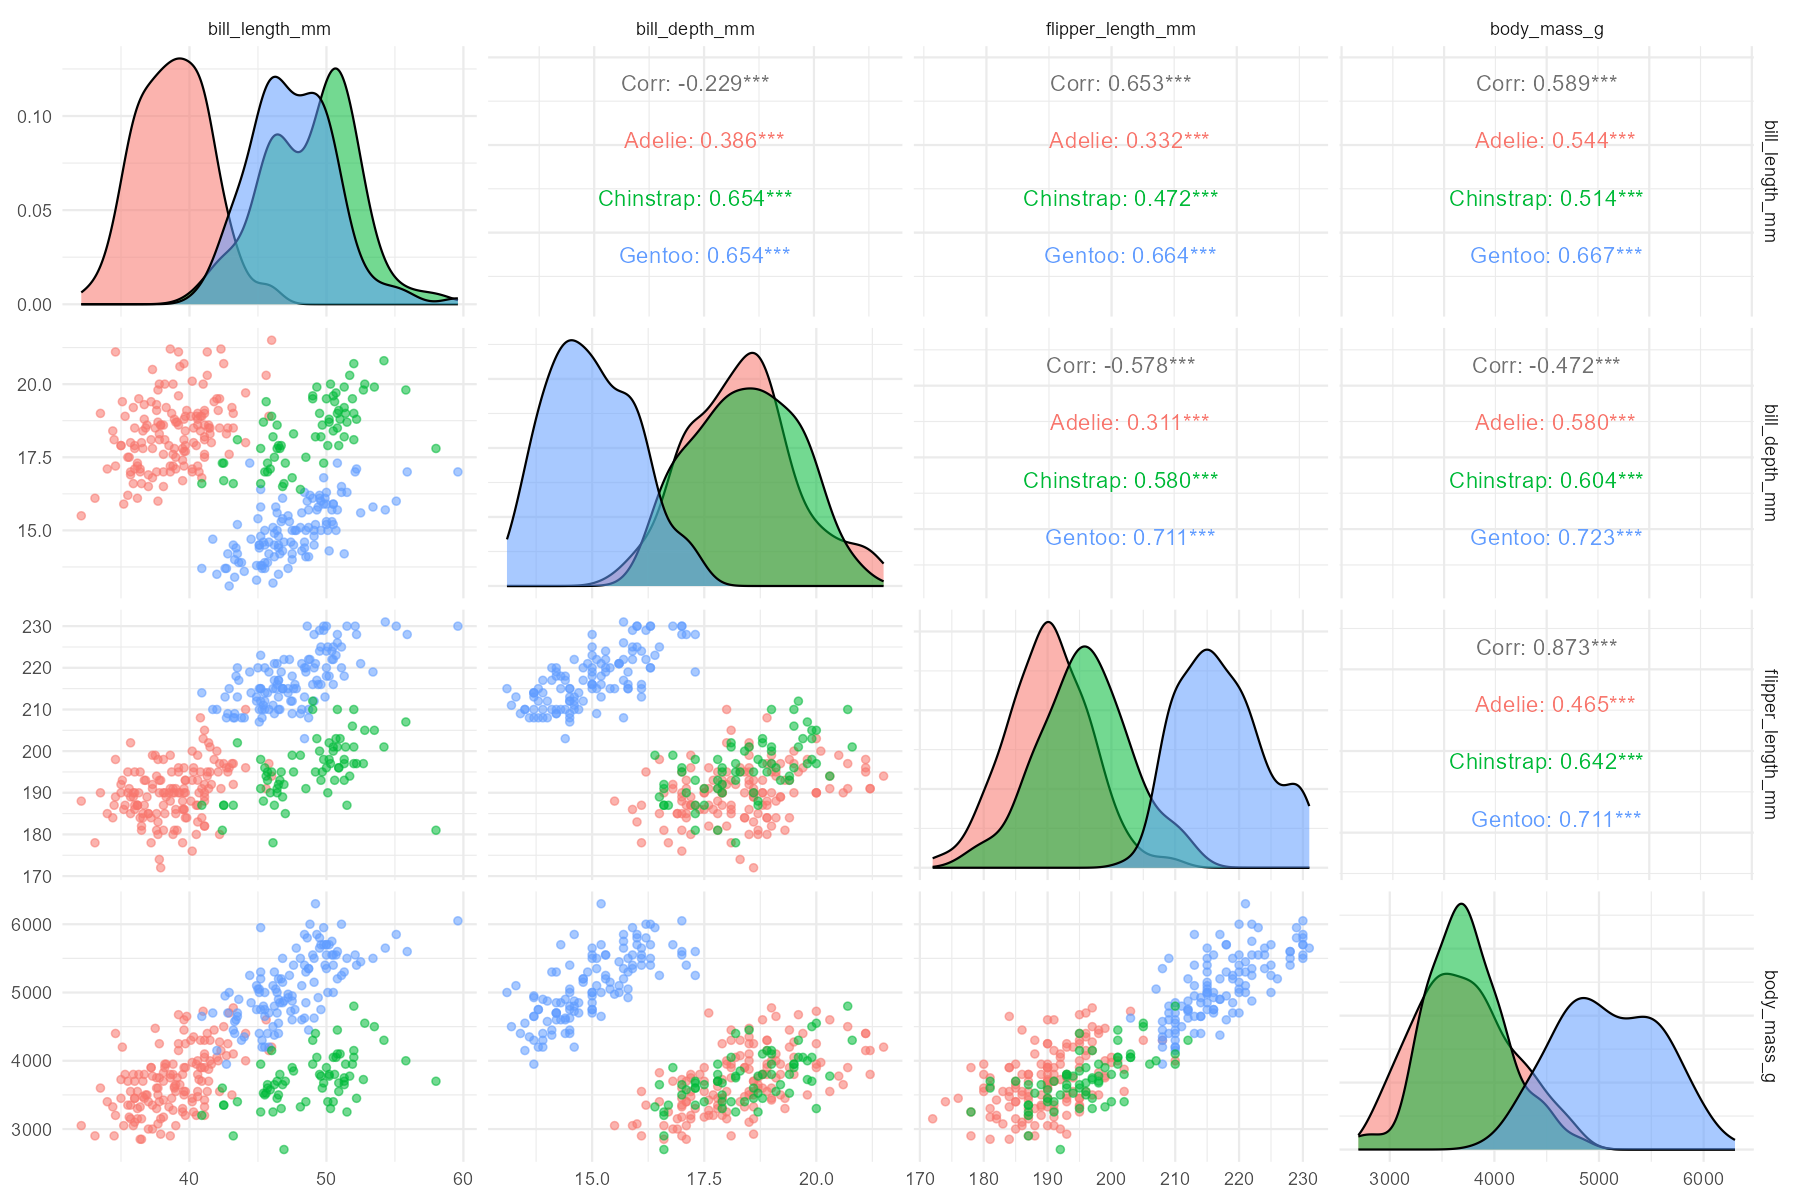 bill_length_mm
bill_depth_mm
flipper_length_mm
body_mass_g
0.10
0.05
0.00
Corr: -0.229***
Adelie: 0.386***
Chinstrap: 0.654***
Gentoo: 0.654***
Corr: 0.653***
Adelie: 0.332***
Chinstrap: 0.472***
Gentoo: 0.664***
Corr: 0.589***
Adelie: 0.544***
Chinstrap: 0.514***
Gentoo: 0.667***
bill_length_mm
20.0
17.5
15.0
Corr: -0.578***
Adelie: 0.311***
Chinstrap: 0.580***
Gentoo: 0.711***
Corr: -0.472***
Adelie: 0.580***
Chinstrap: 0.604***
Gentoo: 0.723***
bill_depth_mm
230
220
210
200
190
180
170
Corr: 0.873***
Adelie: 0.465***
Chinstrap: 0.642***
Gentoo: 0.711***
flipper_length_mm
6000
5000
4000
3000
body_mass_g
40 50 60
15.0 17.5 20.0
170 180 190 200 210 220 230
3000 4000 5000 6000